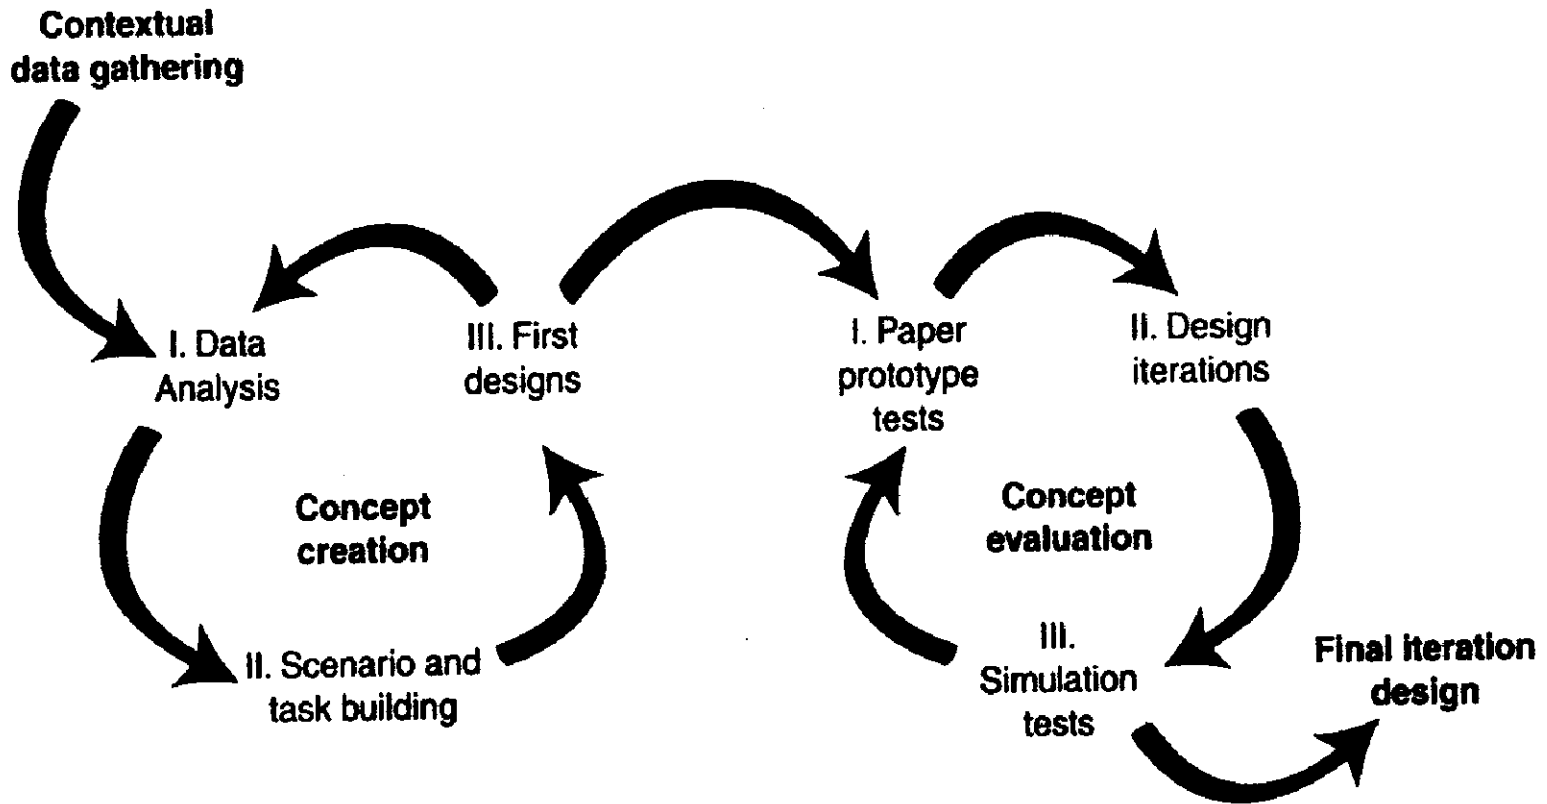 Contextual
data gathering
I. Data
Analysis
III. First
designs
I. Paper
prototype
tests
II. Design
iterations
Concept
creation
Concept
evaluation
II. Scenario and
task building
III.
Simulation
tests
Final iteration
design